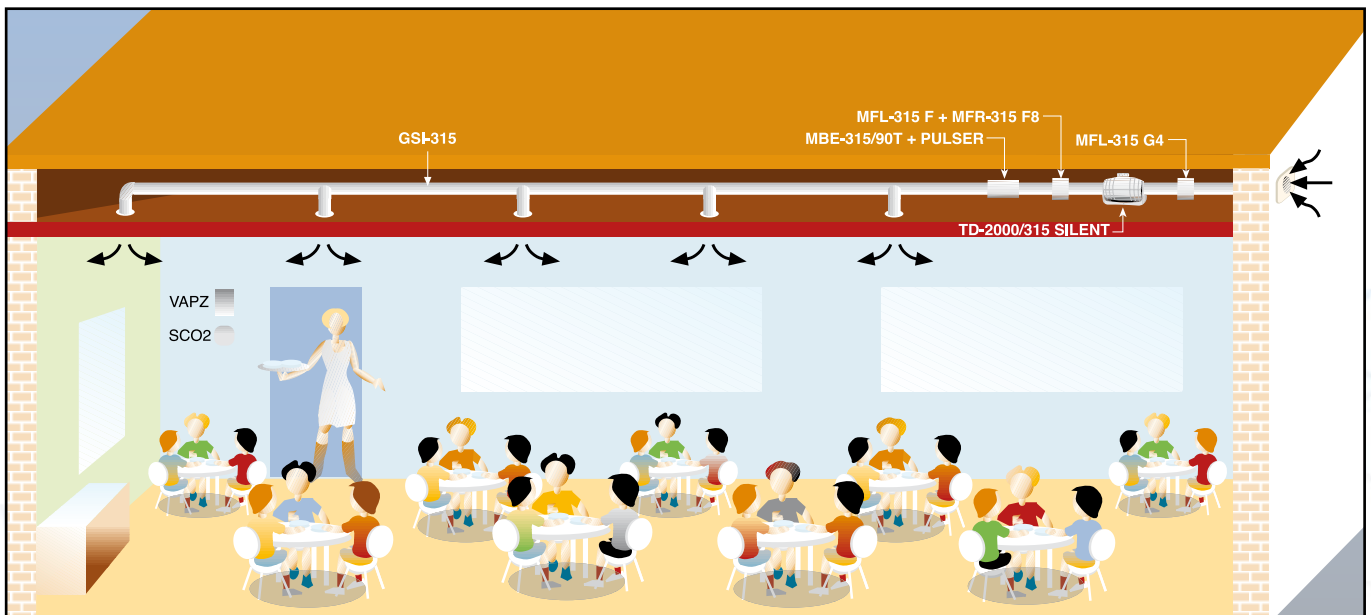 MFL-315 F + MFR-315 F8
GSI-315
MBE-315/90T + PULSER
MFL-315 G4
TD-2000/315 SILENT
VAPZ
SCO2